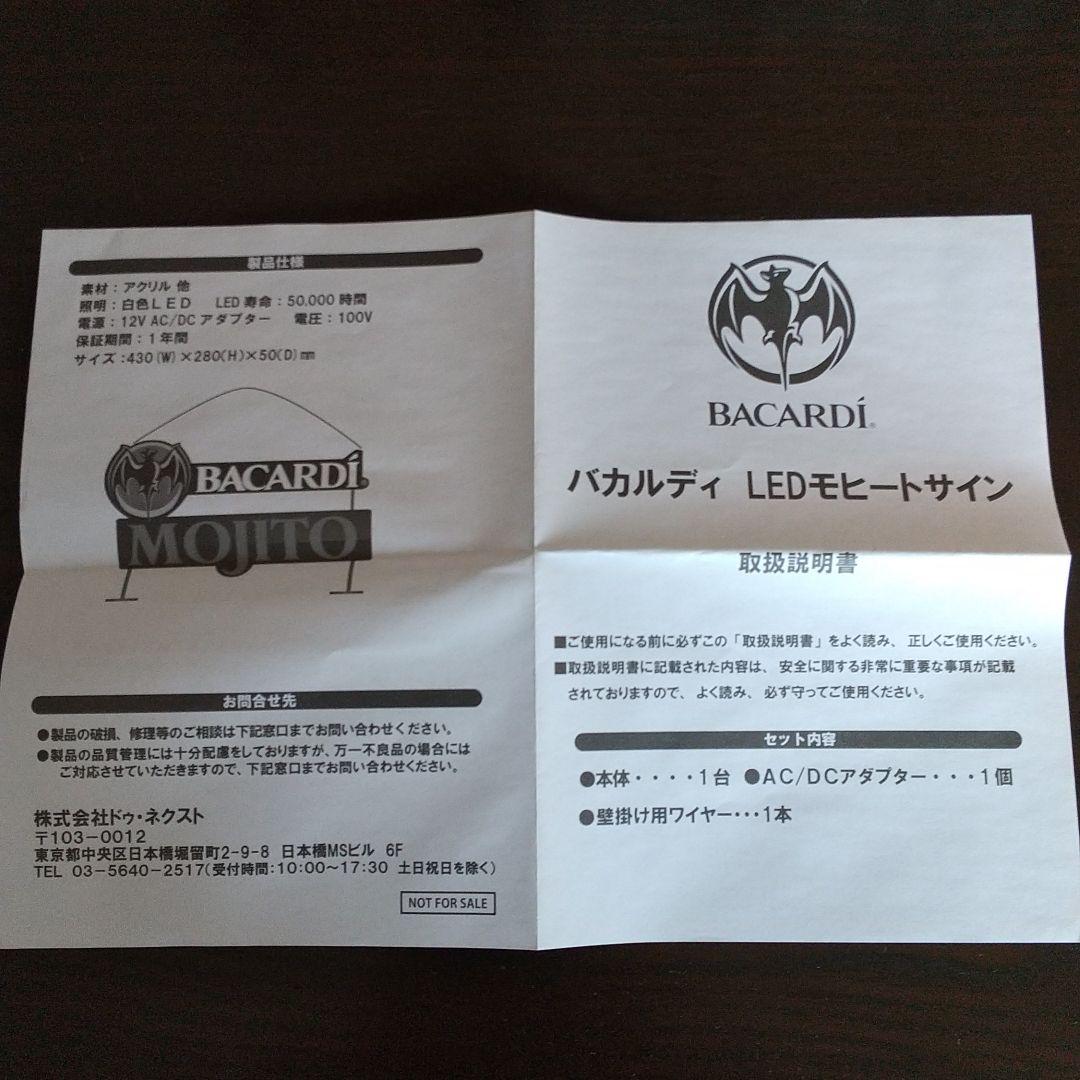 製品仕様
素材：アクリル 他
照明：白色ＬＥＤ　LED 寿命：50,000 時間
電源：12V AC/DC アダプター　電圧：100V
保証期間：1 年間
サイズ：430(W)×280(H)×50(D)㎜
BACARDÍ
MOJITO
お問合せ先
●製品の破損、修理等のご相談は下記窓口までお問い合わせください。
●製品の品質管理には十分配慮をしておりますが、万一不良品の場合には
ご対応させていただきますので、下記窓口までお問い合わせください。
株式会社ドゥ・ネクスト
〒103－0012
東京都中央区日本橋堀留町2-9-8 日本橋MSビル 6F
TEL 03－5640－2517（受付時間：10:00～17:30 土日祝日を除く）
NOT FOR SALE
BACARDÍ®
バカルディ LEDモヒートサイン
取扱説明書
■ご使用になる前に必ずこの「取扱説明書」をよく読み、正しくご使用ください。
■取扱説明書に記載された内容は、安全に関する非常に重要な事項が記載
されておりますので、よく読み、必ず守ってご使用ください。
セット内容
●本体・・・・1 台 ●AC/DCアダプター・・・1 個
●壁掛け用ワイヤー・・・1本